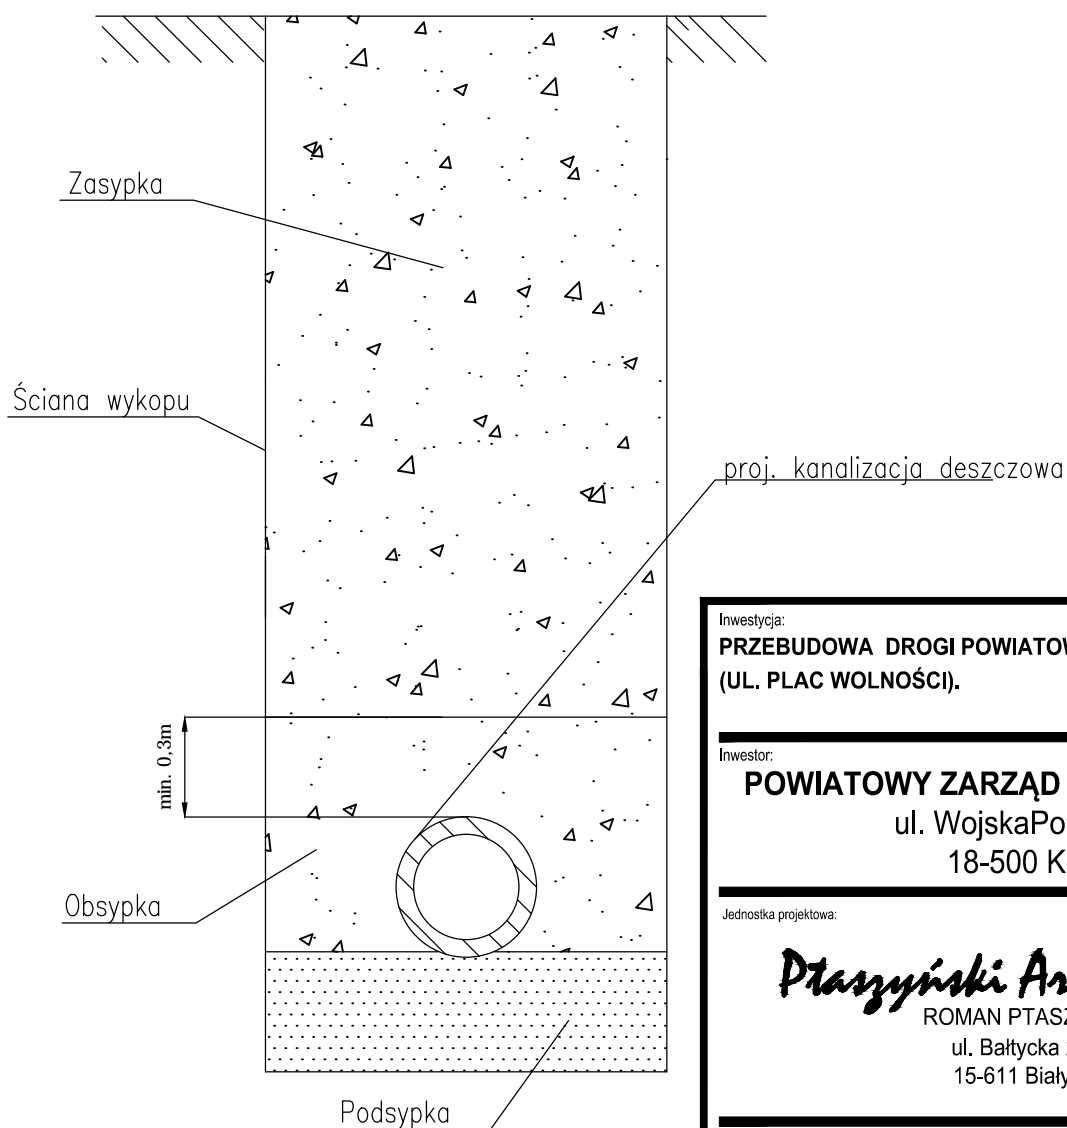 Zasypka
Ściana wykopu
proj. kanalizacja deszczowa
min. 0,3m
Obsypka
Podsypka
Inwestycja:
PRZEBUDOWA DROGI POWIATOW
(UL. PLAC WOLNOŚCI).
Inwestor:
POWIATOWY ZARZĄD
ul. WojskaPo
18-500 K
Jednostka projektowa:
Ptaszyński Ar
ROMAN PTASZ
ul. Bałtycka
15-611 Biały